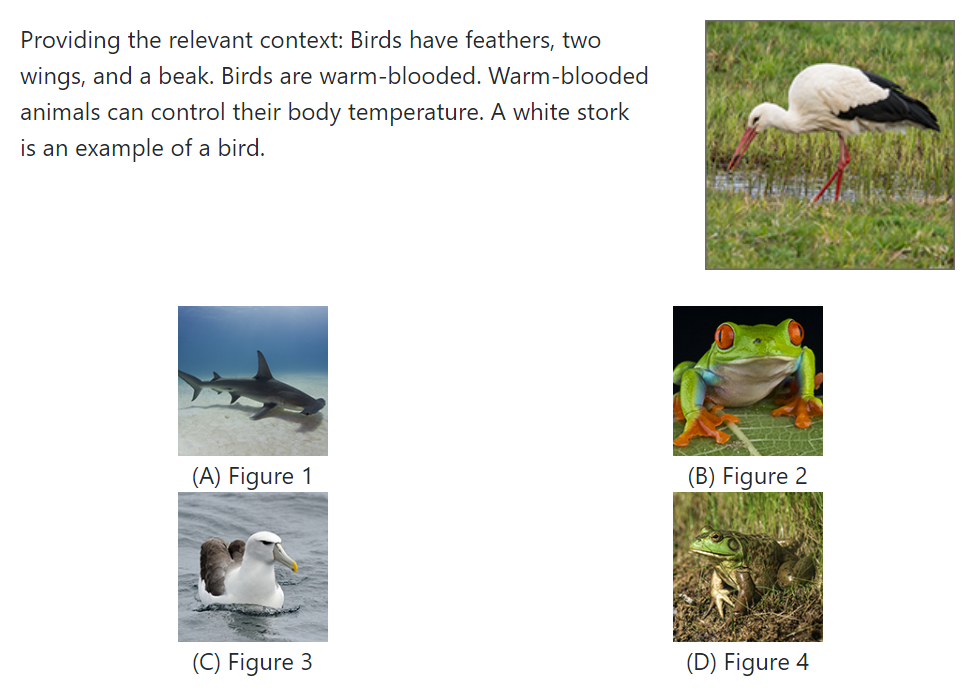 Providing the relevant context: Birds have feathers, two
wings, and a beak. Birds are warm-blooded. Warm-blooded
animals can control their body temperature. A white stork
is an example of a bird.
(A) Figure 1
(B) Figure 2
(C) Figure 3
(D) Figure 4